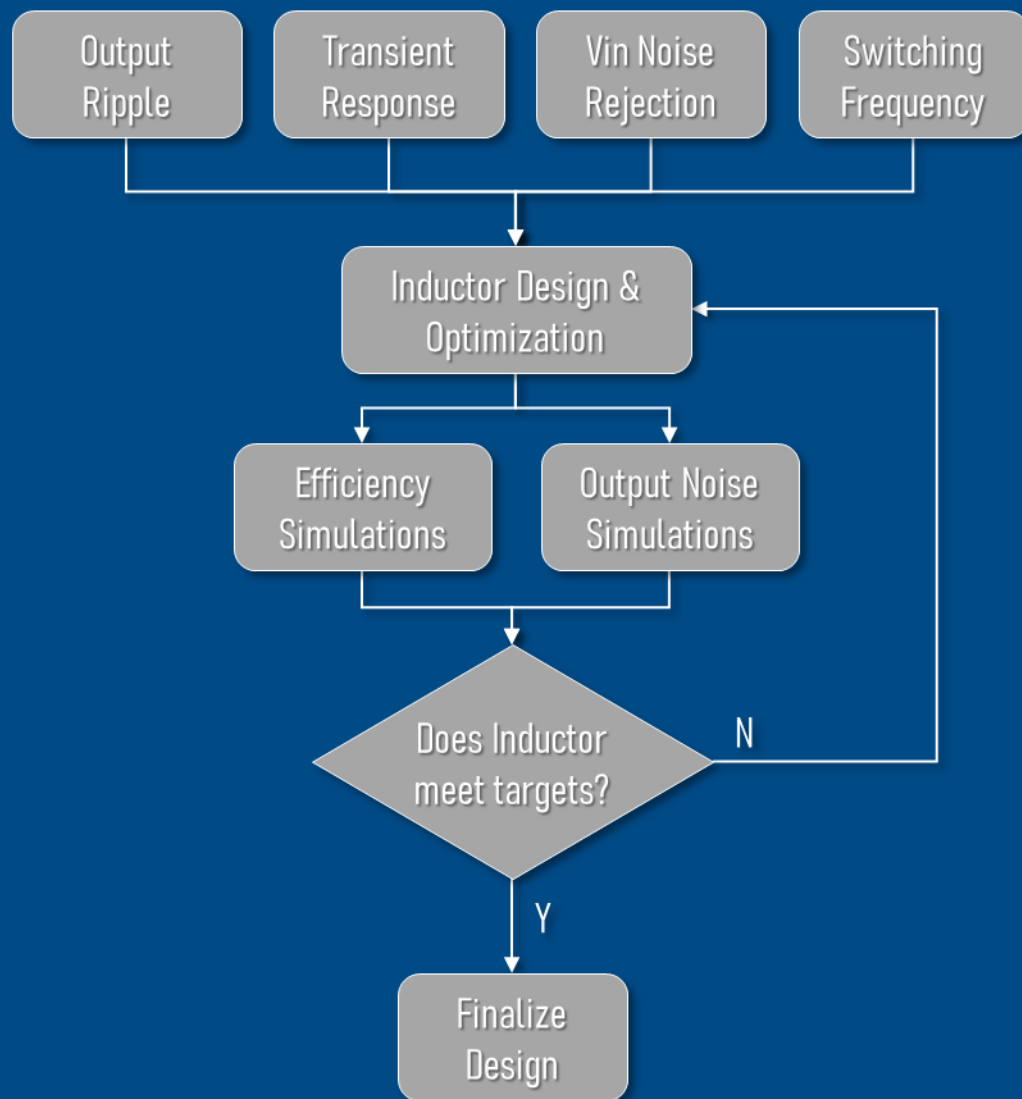 Output
Ripple
Transient
Response
Vin Noise
Rejection
Switching
Frequency
Inductor Design &
Optimization
Efficiency
Simulations
Output Noise
Simulations
Does Inductor
meet targets?
N
Y
Finalize
Design